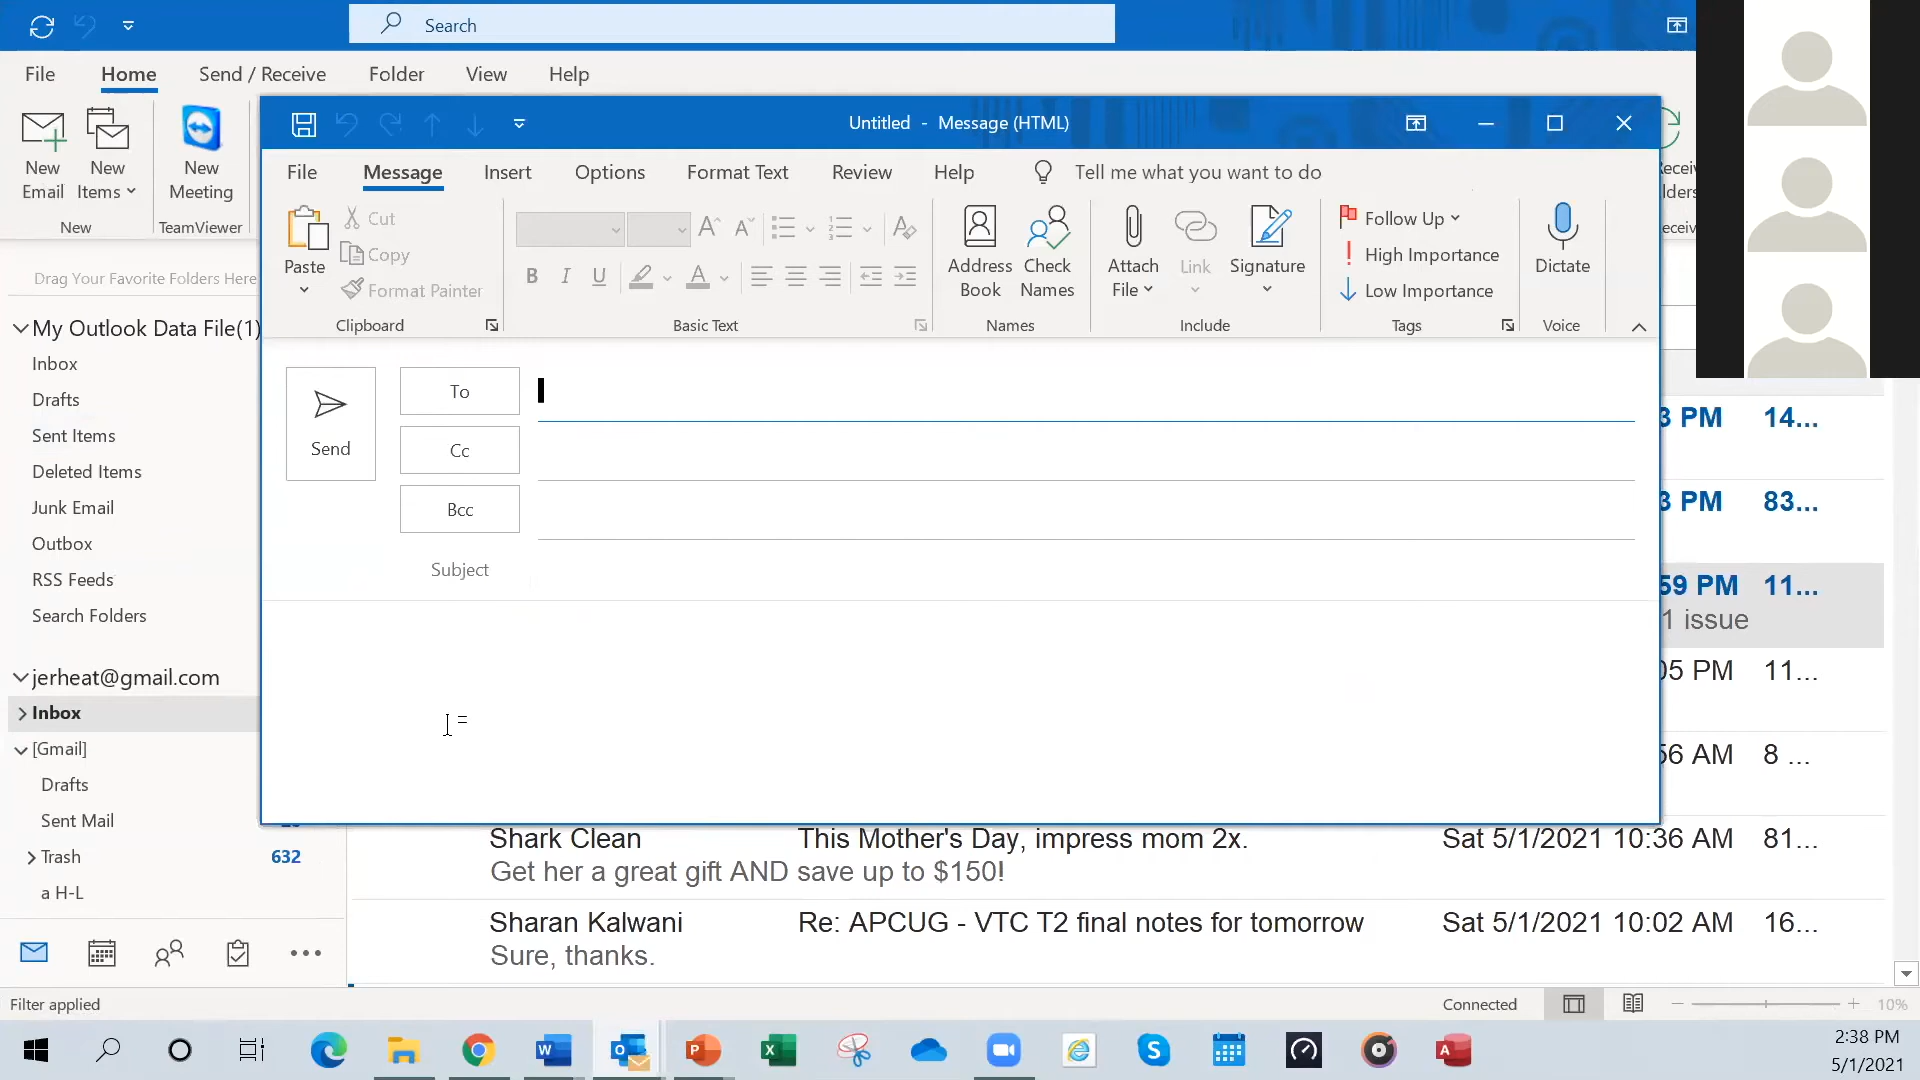 Search
File Home Send / Receive Folder View Help
New Email
New Items
New Meeting
New
TeamViewer
Untitled - Message (HTML)
File Message Insert Options Format Text Review Help Tell me what you want to do
Paste
Cut
Copy
Format Painter
Clipboard
B I U A
Basic Text
Address Book
Check Names
Names
Attach File
Link
Signature
Include
Follow Up
High Importance
Low Importance
Tags
Dictate
Voice
Send
To
Cc
Bcc
Subject
Drag Your Favorite Folders Here
My Outlook Data File(1)
Inbox
Drafts
Sent Items
Deleted Items
Junk Email
Outbox
RSS Feeds
Search Folders
jerheat@gmail.com
Inbox
[Gmail]
Drafts
Sent Mail
Trash 632
a H-L
3 PM 14...
3 PM 83...
59 PM 11...
1 issue
05 PM 11...
56 AM 8 ...
Shark Clean This Mother's Day, impress mom 2x. Sat 5/1/2021 10:36 AM 81...
Get her a great gift AND save up to $150!
Sharan Kalwani Re: APCUG - VTC T2 final notes for tomorrow Sat 5/1/2021 10:02 AM 16...
Sure, thanks.
Filter applied Connected 10%
2:38 PM
5/1/2021